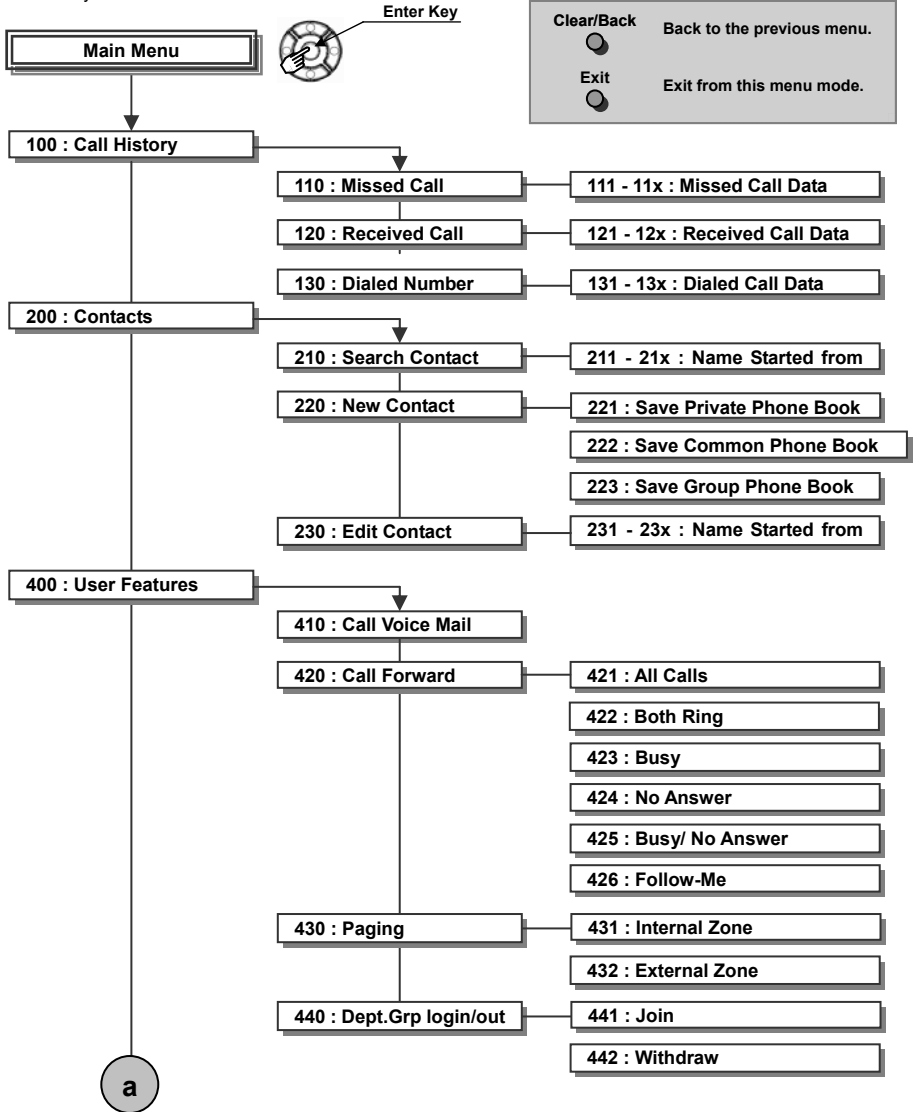 Enter Key
Clear/Back
Back to the previous menu.
Main Menu
Exit
Exit from this menu mode.
100 : Call History
110 : Missed Call
111 - 11x : Missed Call Data
120 : Received Call
121 - 12x : Received Call Data
130 : Dialed Number
131 - 13x : Dialed Call Data
200 : Contacts
210 : Search Contact
211 - 21x : Name Started from
220 : New Contact
221 : Save Private Phone Book
222 : Save Common Phone Book
223 : Save Group Phone Book
230 : Edit Contact
231 - 23x : Name Started from
400 : User Features
410 : Call Voice Mail
420 : Call Forward
421 : All Calls
422 : Both Ring
423 : Busy
424 : No Answer
425 : Busy/ No Answer
426 : Follow-Me
430 : Paging
431 : Internal Zone
432 : External Zone
440 : Dept.Grp login/out
441 : Join
442 : Withdraw
a